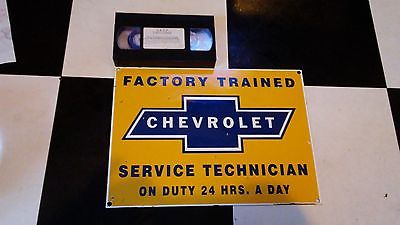 FACTORY TRAINED
CHEVROLET
SERVICE TECHNICIAN
ON DUTY 24 HRS. A DAY